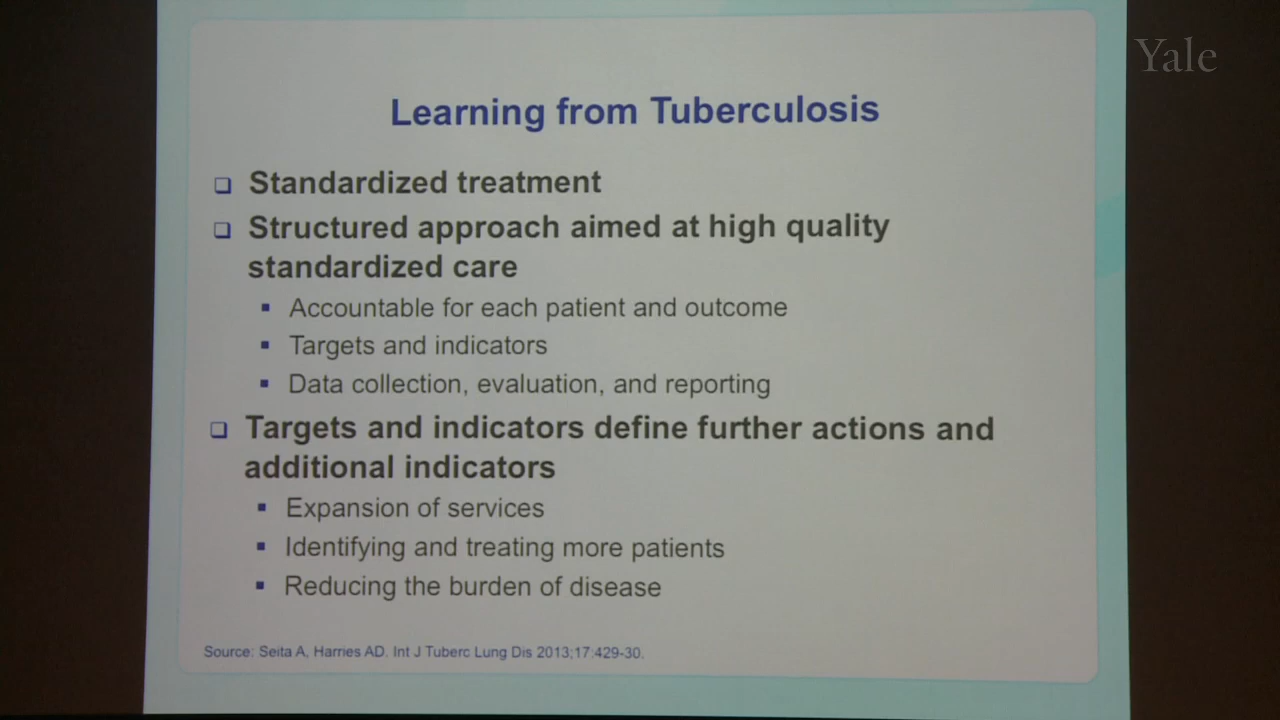 Yale
Learning from Tuberculosis
❑ Standardized treatment
❑ Structured approach aimed at high quality
standardized care
▪ Accountable for each patient and outcome
▪ Targets and indicators
▪ Data collection, evaluation, and reporting
❑ Targets and indicators define further actions and
additional indicators
▪ Expansion of services
▪ Identifying and treating more patients
▪ Reducing the burden of disease
Source: Seita A, Harries AD. Int J Tuberc Lung Dis 2013;17:429-30.